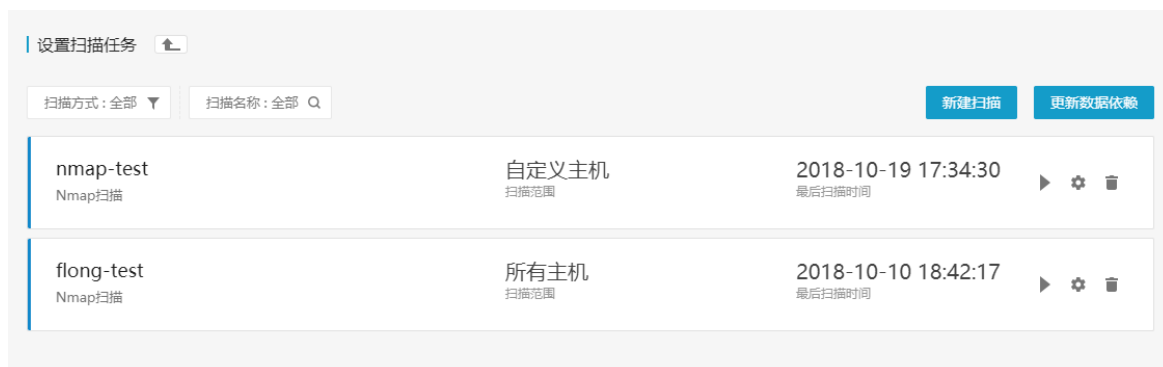 设置扫描任务
扫描方式 : 全部 扫描名称 : 全部 新建扫描 更新数据依赖
nmap-test 自定义主机 2018-10-19 17:34:30
Nmap扫描 扫描范围 最后扫描时间
flong-test 所有主机 2018-10-10 18:42:17
Nmap扫描 扫描范围 最后扫描时间